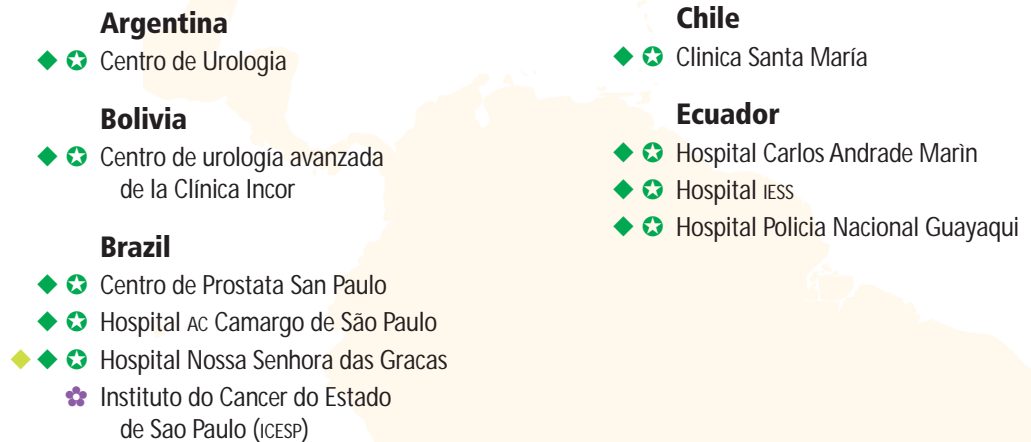 Argentina
Centro de Urologia
Bolivia
Centro de urología avanzada
de la Clínica Incor
Brazil
Centro de Prostata San Paulo
Hospital AC Camargo de São Paulo
Hospital Nossa Senhora das Gracas
Instituto do Cancer do Estado
de Sao Paulo (ICESP)
Chile
Clinica Santa María
Ecuador
Hospital Carlos Andrade Marìn
Hospital IESS
Hospital Policia Nacional Guayaqui